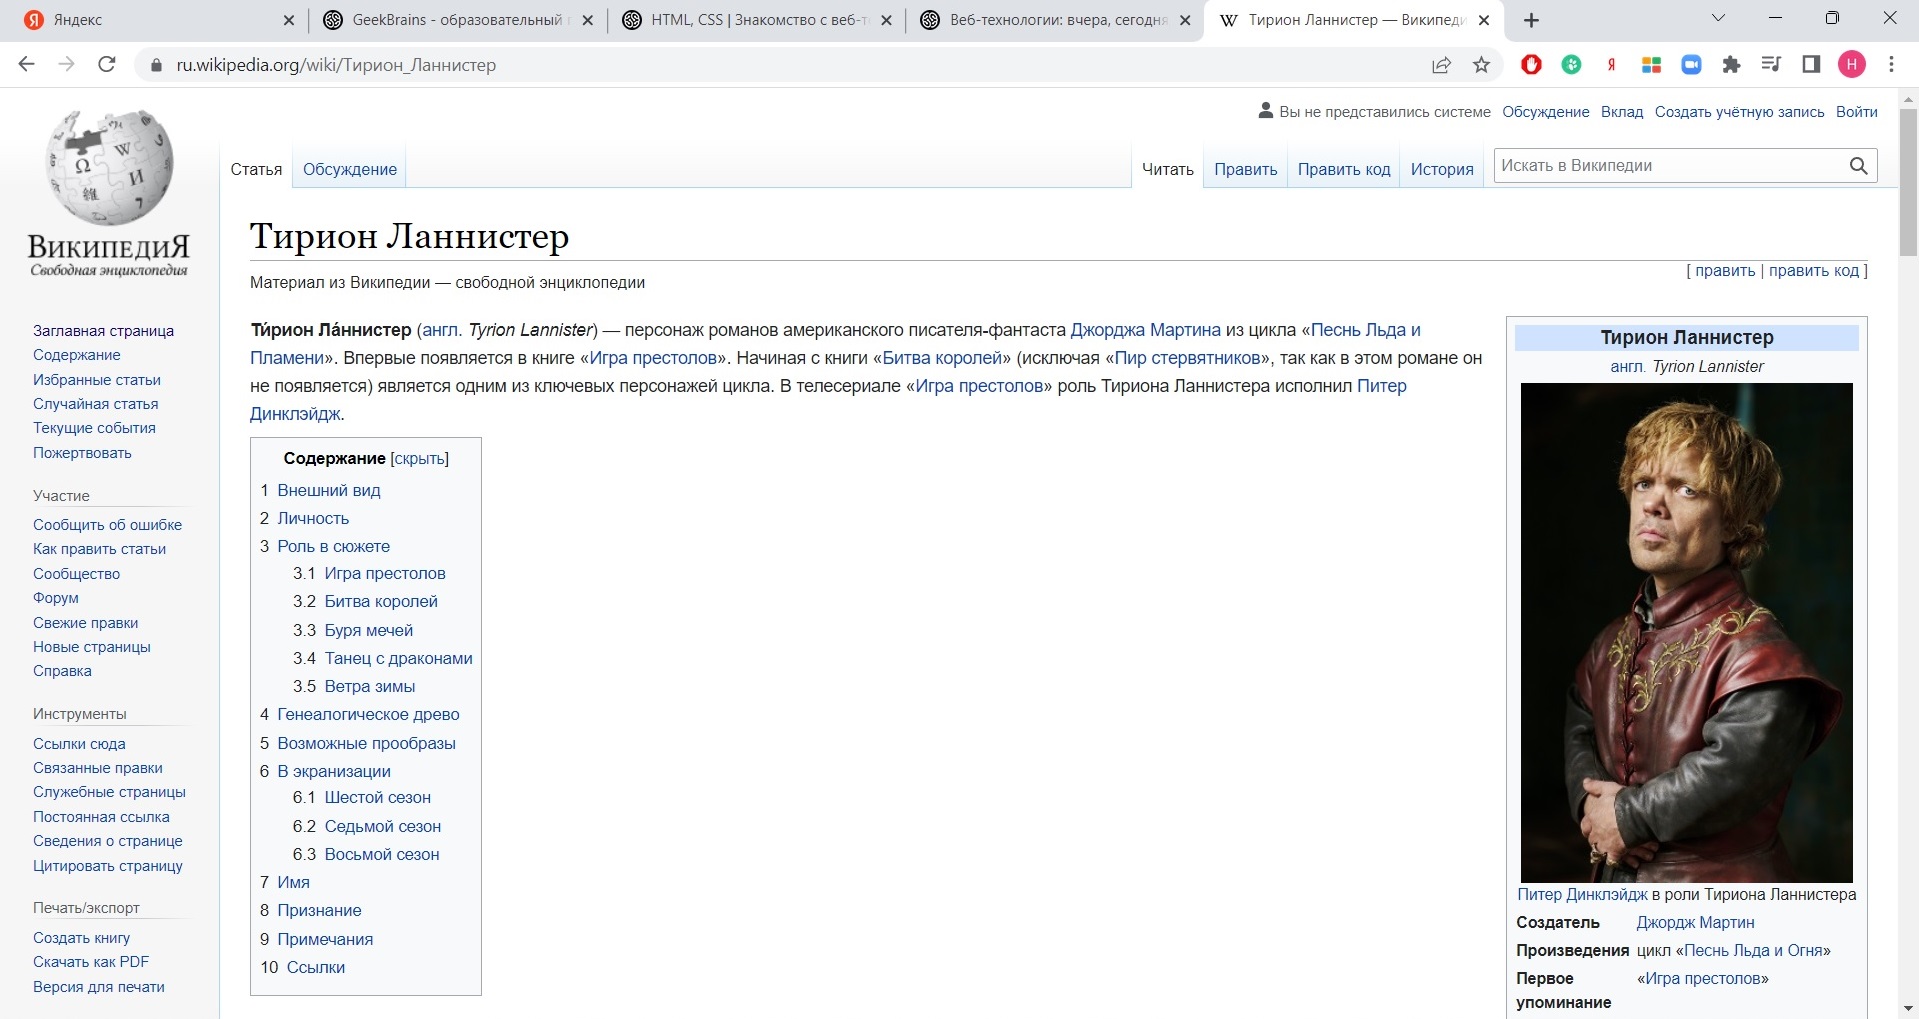 Яндекс
GeekBrains - образовательный
HTML, CSS | Знакомство с веб-т
Веб-технологии: вчера, сегодня
Тирион Ланнистер — Википеди
ru.wikipedia.org/wiki/Тирион_Ланнистер
Я
H
Вы не представились системе Обсуждение Вклад Создать учётную запись Войти
ВикипедиЯ
Свободная энциклопедия
Статья Обсуждение Читать Править Править код История Искать в Википедии
Тирион Ланнистер
Материал из Википедии — свободной энциклопедии
[ править | править код ]
Заглавная страница
Содержание
Избранные статьи
Случайная статья
Текущие события
Пожертвовать
Участие
Сообщить об ошибке
Как править статьи
Сообщество
Форум
Свежие правки
Новые страницы
Справка
Инструменты
Ссылки сюда
Связанные правки
Служебные страницы
Постоянная ссылка
Сведения о странице
Цитировать страницу
Печать/экспорт
Создать книгу
Скачать как PDF
Версия для печати
Ти́рион Ла́ннистер (англ. Tyrion Lannister) — персонаж романов американского писателя-фантаста Джорджа Мартина из цикла «Песнь Льда и
Пламени». Впервые появляется в книге «Игра престолов». Начиная с книги «Битва королей» (исключая «Пир стервятников», так как в этом романе он
не появляется) является одним из ключевых персонажей цикла. В телесериале «Игра престолов» роль Тириона Ланнистера исполнил Питер
Динклэйдж.
Содержание [скрыть]
1 Внешний вид
2 Личность
3 Роль в сюжете
3.1 Игра престолов
3.2 Битва королей
3.3 Буря мечей
3.4 Танец с драконами
3.5 Ветра зимы
4 Генеалогическое древо
5 Возможные прообразы
6 В экранизации
6.1 Шестой сезон
6.2 Седьмой сезон
6.3 Восьмой сезон
7 Имя
8 Признание
9 Примечания
10 Ссылки
Тирион Ланнистер
англ. Tyrion Lannister
Питер Динклэйдж в роли Тириона Ланнистера
Создатель Джордж Мартин
Произведения цикл «Песнь Льда и Огня»
Первое «Игра престолов»
упоминание